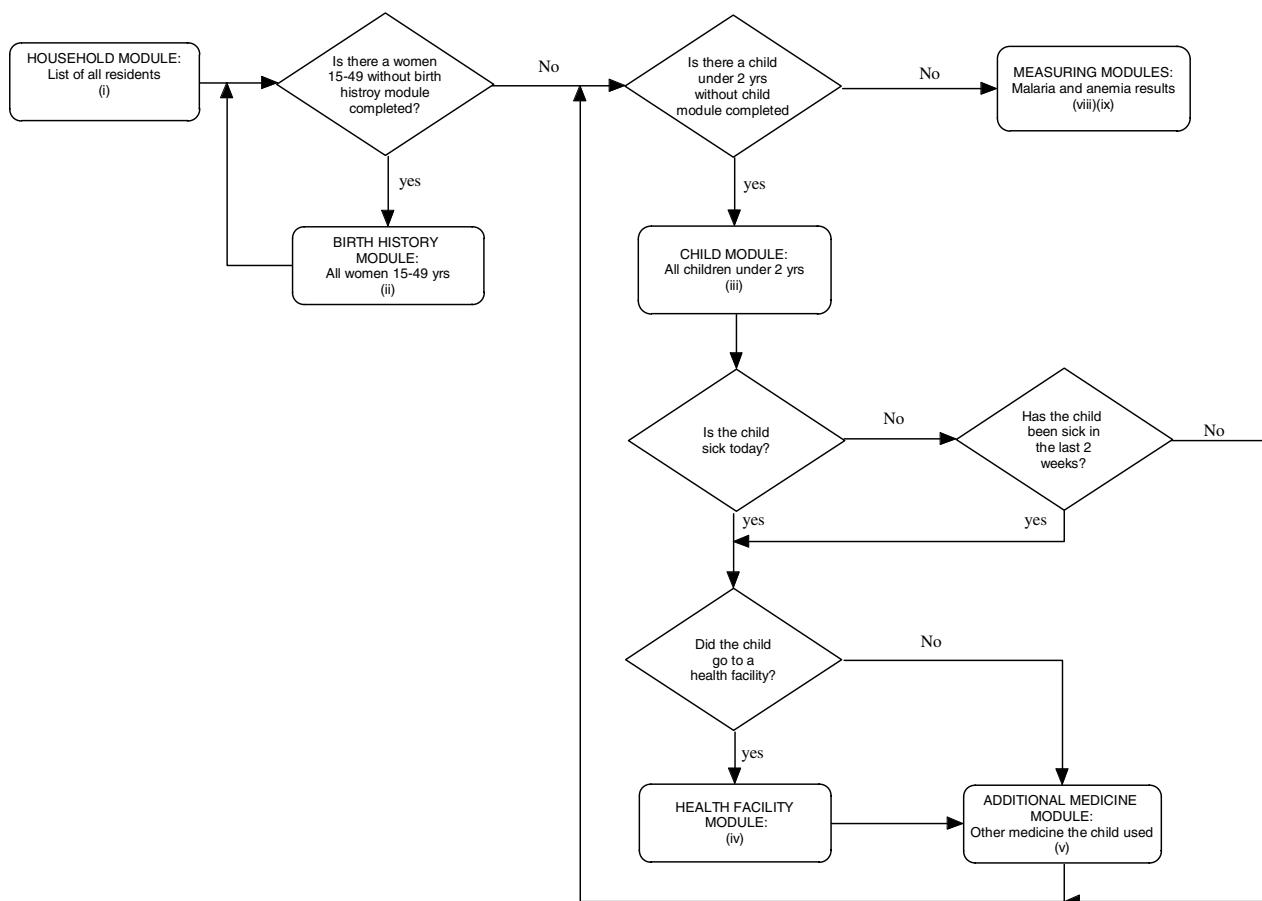 HOUSEHOLD MODULE:
List of all residents
(i)
Is there a women
15-49 without birth
histroy module
completed?
No
yes
BIRTH HISTORY
MODULE:
All women 15-49 yrs
(ii)
Is there a child
under 2 yrs
without child
module completed
No
MEASURING MODULES:
Malaria and anemia results
(viii)(ix)
yes
CHILD MODULE:
All children under 2 yrs
(iii)
Is the child
sick today?
No
Has the child
been sick in
the last 2
weeks?
No
yes
yes
Did the child
go to a
health facility?
No
yes
HEALTH FACILITY
MODULE:
(iv)
ADDITIONAL MEDICINE
MODULE:
Other medicine the child used
(v)